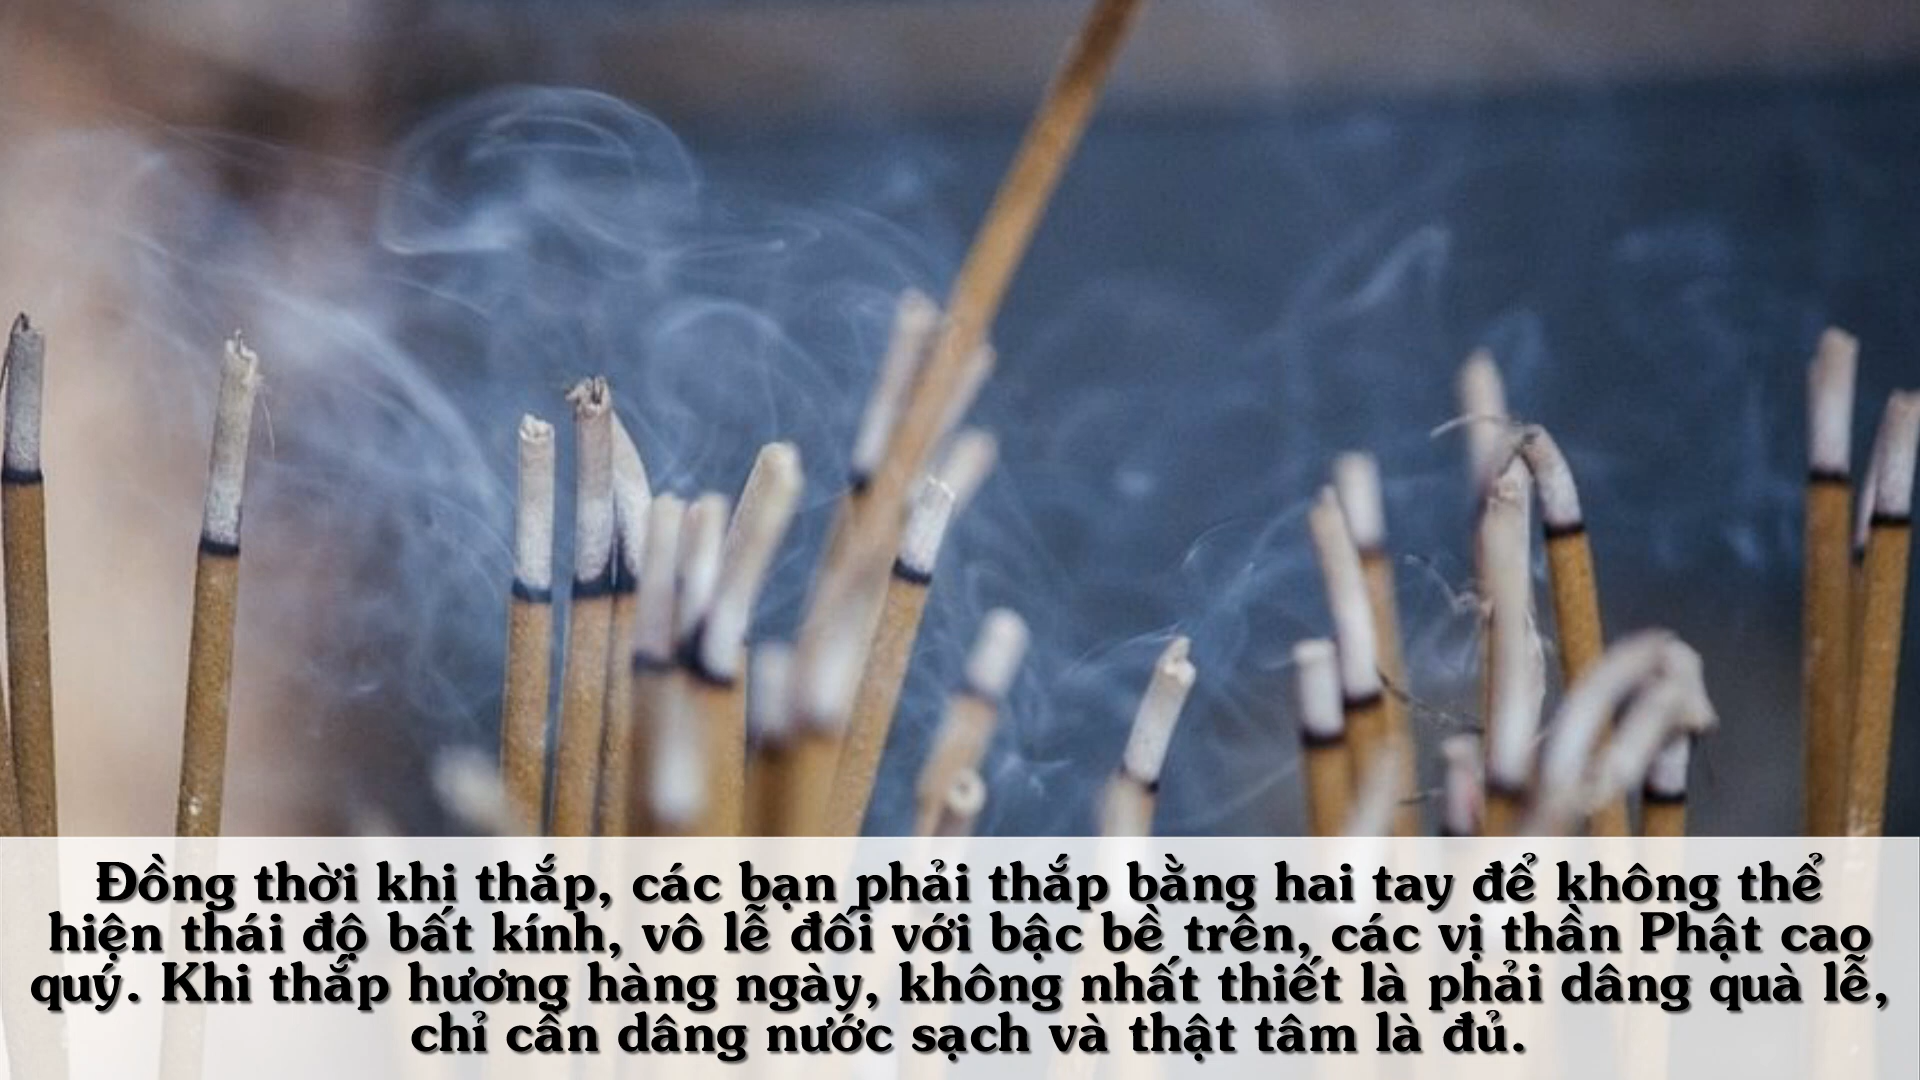 Đồng thời khi thắp, các bạn phải thắp bằng hai tay để không thể
hiện thái độ bất kính, vô lễ đối với bậc bề trên, các vị thần Phật cao
quý. Khi thắp hương hàng ngày, không nhất thiết là phải dâng quà lễ,
chỉ cần dâng nước sạch và thật tâm là đủ.